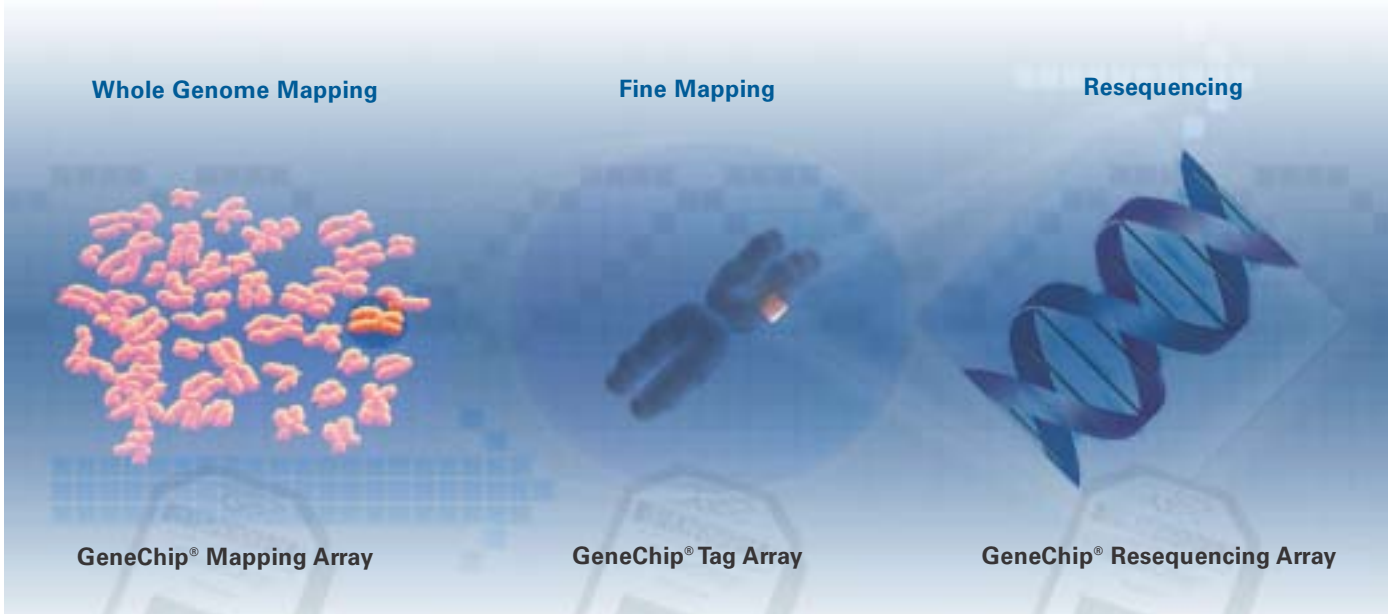 Whole Genome Mapping
Fine Mapping
Resequencing
GeneChip® Mapping Array
GeneChip® Tag Array
GeneChip® Resequencing Array